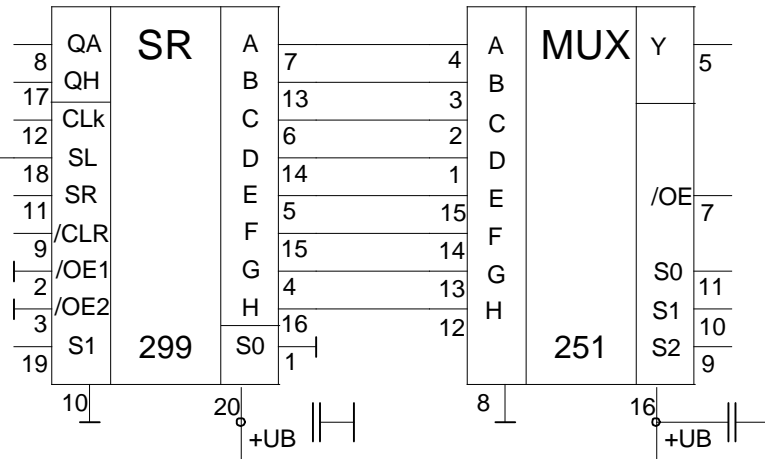 QA SR A A MUX Y
8 7 4 5
QH B B
17 13 3
CLk C C
12 6 2
SL D D
18 14 1
SR E E /OE
11 5 15 7
/CLR F F
9 15 14
/OE1 G G S0
2 4 13 11
/OE2 H H S1
3 16 12 10
S1 299 S0 251 S2
19 1 9
10 20 8 16
+UB +UB